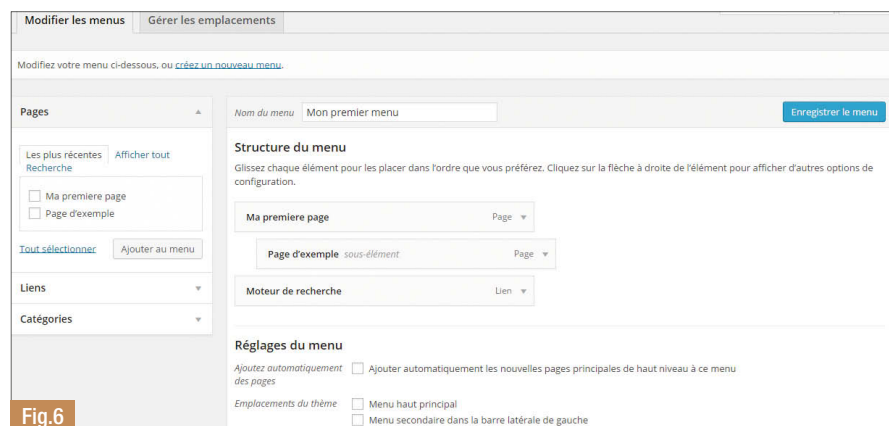 Modifier les menus
Gérer les emplacements
Modifiez votre menu ci-dessous, ou créez un nouveau menu.
Pages
Les plus récentes
Afficher tout
Recherche
Ma premiere page
Page d'exemple
Tout sélectionner
Ajouter au menu
Liens
Catégories
Nom du menu
Mon premier menu
Enregistrer le menu
Structure du menu
Glissez chaque élément pour les placer dans l'ordre que vous préférez. Cliquez sur la flèche à droite de l'élément pour afficher d'autres options de
configuration.
Ma premiere page
Page
Page d'exemple sous-élément
Page
Moteur de recherche
Lien
Réglages du menu
Ajoutez automatiquement
des pages
Ajouter automatiquement les nouvelles pages principales de haut niveau à ce menu
Emplacements du thème
Menu haut principal
Menu secondaire dans la barre latérale de gauche
Fig.6